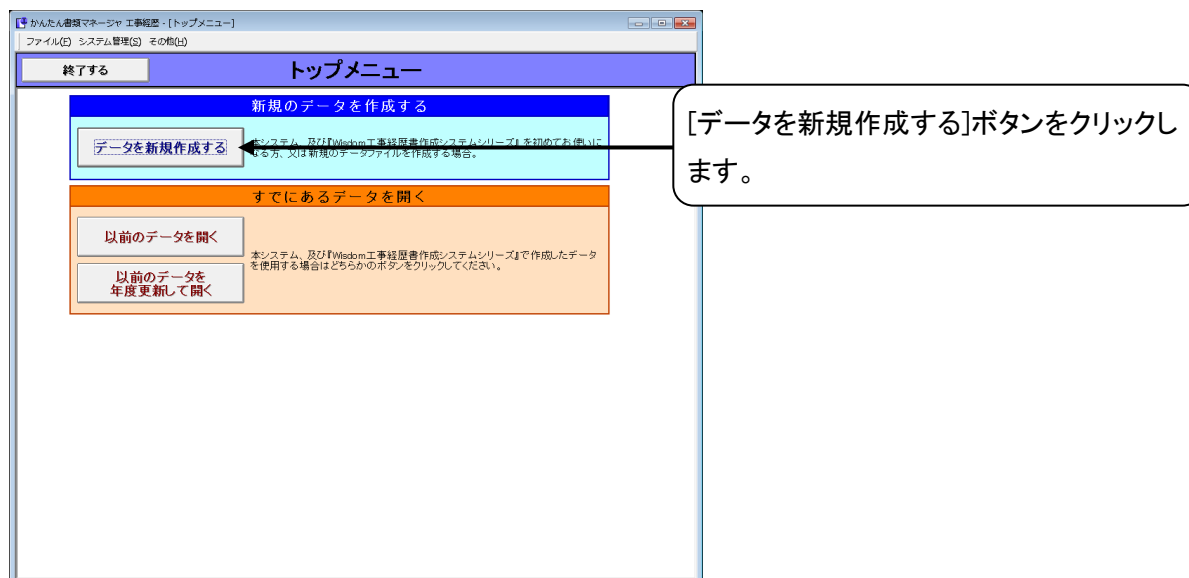 かんたん書類マネージャ 工事経歴 - [トップメニュー]
ファイル(F) システム管理(S) その他(H)
終了する
トップメニュー
新規のデータを作成する
データを新規作成する
本システム、及び『Wisdom工事経歴書作成システムシリーズ』を初めてお使いに
なる方、又は新規のデータファイルを作成する場合。
[データを新規作成する]ボタンをクリックし
ます。
すでにあるデータを開く
以前のデータを開く
以前のデータを
年度更新して開く
本システム、及び『Wisdom工事経歴書作成システムシリーズ』で作成したデータ
を使用する場合はどちらかのボタンをクリックしてください。